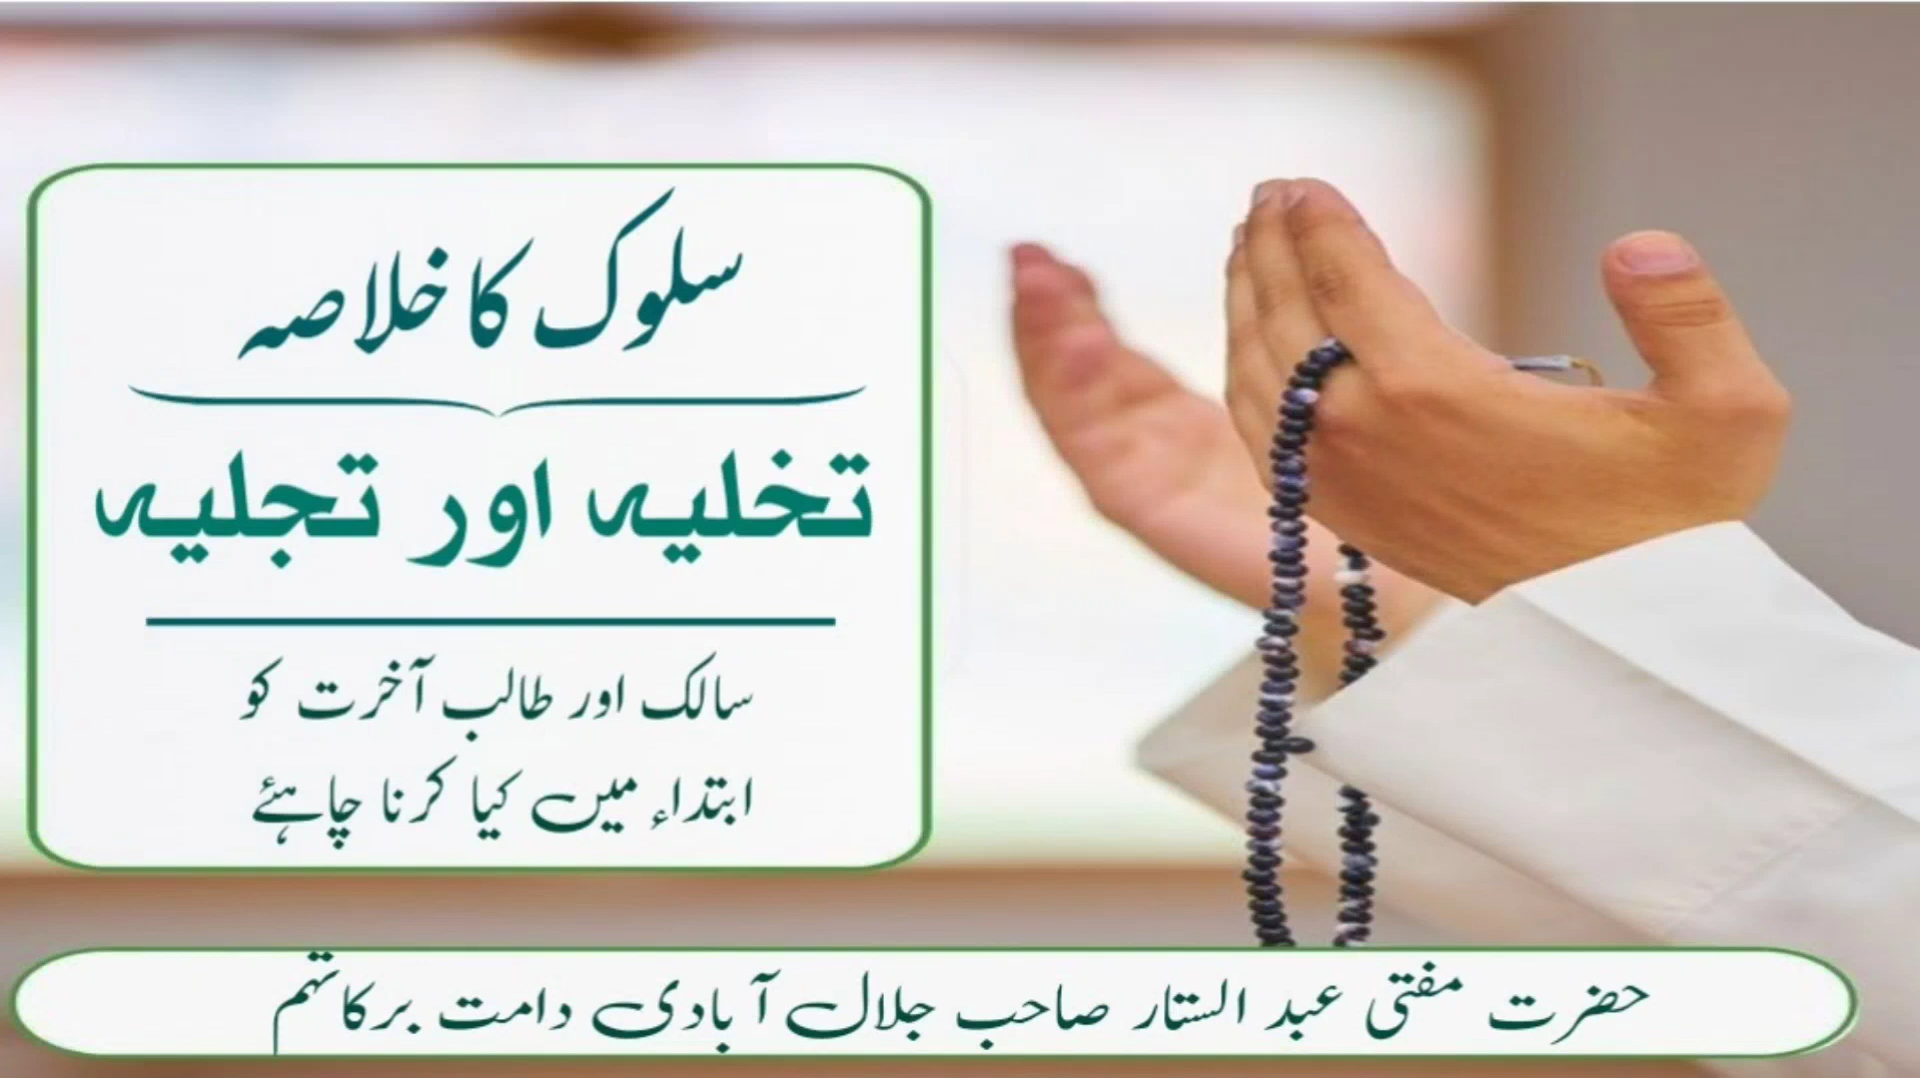 سلوک کا خلاصہ
تخلیہ اور تجلیہ
سالک اور طالب آخرت کو
ابتداء میں کیا کرنا چاہئے
حضرت مفتی عبد الستار صاحب جلال آبادی دامت برکاتہم